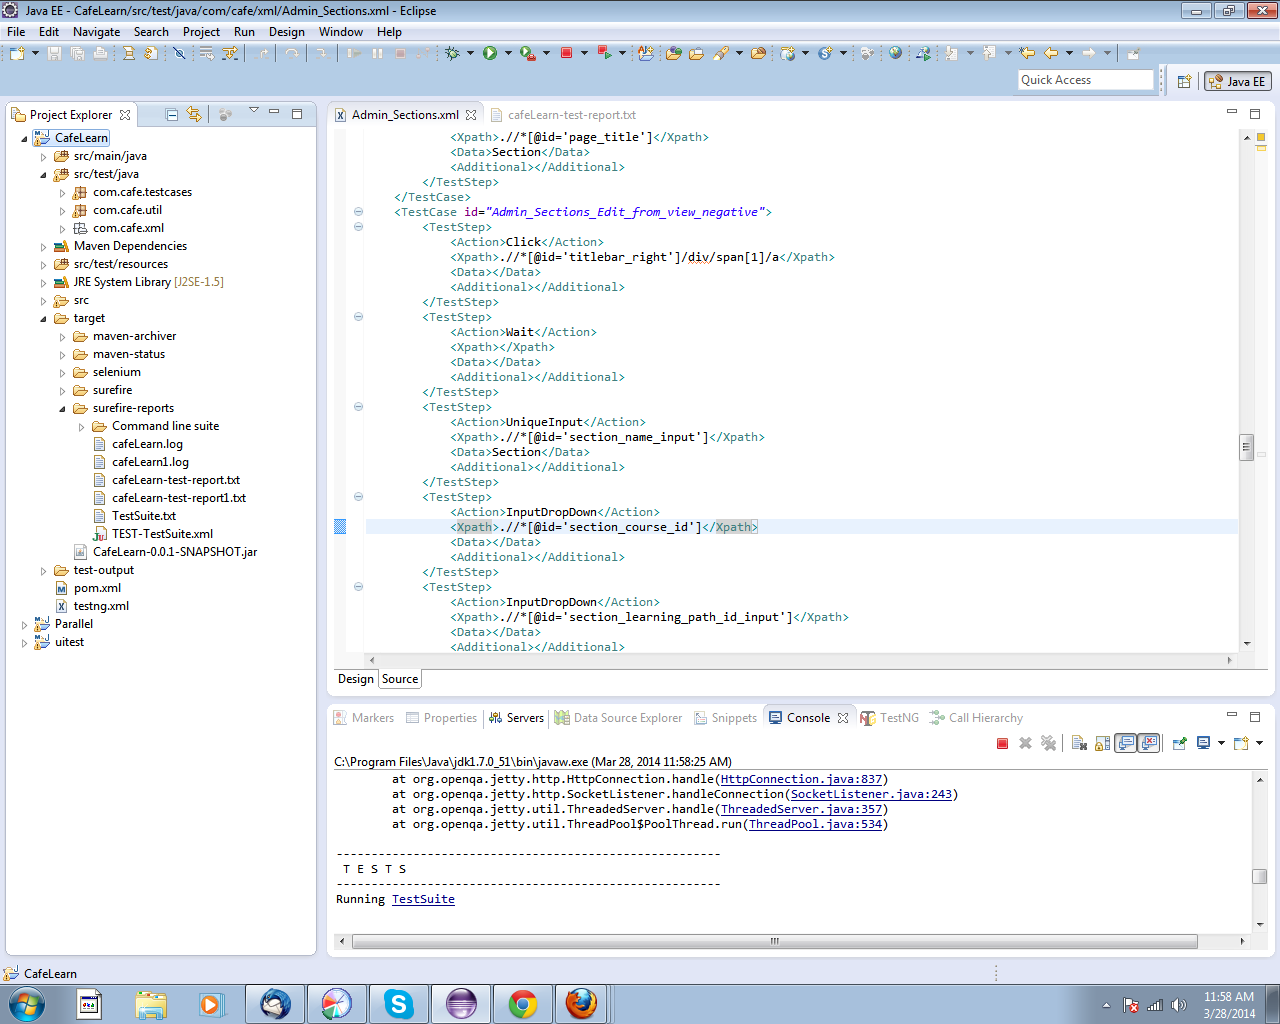 Java EE - CafeLearn/src/test/java/com/cafe/xml/Admin_Sections.xml - Eclipse
File Edit Navigate Search Project Run Design Window Help
Quick Access
Java EE
Project Explorer
CafeLearn
src/main/java
src/test/java
com.cafe.testcases
com.cafe.util
com.cafe.xml
Maven Dependencies
src/test/resources
JRE System Library [J2SE-1.5]
src
target
maven-archiver
maven-status
selenium
surefire
surefire-reports
Command line suite
cafeLearn.log
cafeLearn1.log
cafeLearn-test-report.txt
cafeLearn-test-report1.txt
TestSuite.txt
TEST-TestSuite.xml
CafeLearn-0.0.1-SNAPSHOT.jar
test-output
pom.xml
testng.xml
Parallel
uitest
Admin_Sections.xml
cafeLearn-test-report.txt
<Xpath>.//*[@id='page_title']</Xpath>
<Data>Section</Data>
<Additional></Additional>
</TestStep>
</TestCase>
<TestCase id="Admin_Sections_Edit_from_view_negative">
<TestStep>
<Action>Click</Action>
<Xpath>.//*[@id='titlebar_right']/div/span[1]/a</Xpath>
<Data></Data>
<Additional></Additional>
</TestStep>
<TestStep>
<Action>Wait</Action>
<Xpath></Xpath>
<Data></Data>
<Additional></Additional>
</TestStep>
<TestStep>
<Action>UniqueInput</Action>
<Xpath>.//*[@id='section_name_input']</Xpath>
<Data>Section</Data>
<Additional></Additional>
</TestStep>
<TestStep>
<Action>InputDropDown</Action>
<Xpath>.//*[@id='section_course_id']</Xpath>
<Data></Data>
<Additional></Additional>
</TestStep>
<TestStep>
<Action>InputDropDown</Action>
<Xpath>.//*[@id='section_learning_path_id_input']</Xpath>
<Data></Data>
<Additional></Additional>
Design Source
Markers Properties Servers Data Source Explorer Snippets Console TestNG Call Hierarchy
C:\Program Files\Java\jdk1.7.0_51\bin\javaw.exe (Mar 28, 2014 11:58:25 AM)
at org.openqa.jetty.http.HttpConnection.handle(HttpConnection.java:837)
at org.openqa.jetty.http.SocketListener.handleConnection(SocketListener.java:243)
at org.openqa.jetty.util.ThreadedServer.handle(ThreadedServer.java:357)
at org.openqa.jetty.util.ThreadPool$PoolThread.run(ThreadPool.java:534)
-------------------------------------------------------
T E S T S
-------------------------------------------------------
Running TestSuite
CafeLearn
11:58 AM
3/28/2014